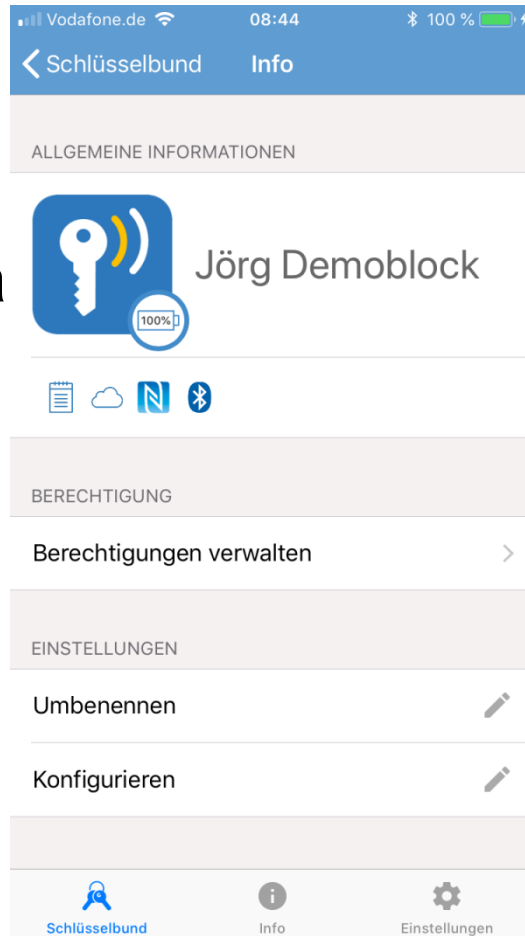 Vodafone.de 08:44 100 %
Schlüsselbund Info
ALLGEMEINE INFORMATIONEN
Jörg Demoblock
100%
BERECHTIGUNG
Berechtigungen verwalten
EINSTELLUNGEN
Umbenennen
Konfigurieren
Schlüsselbund Info Einstellungen